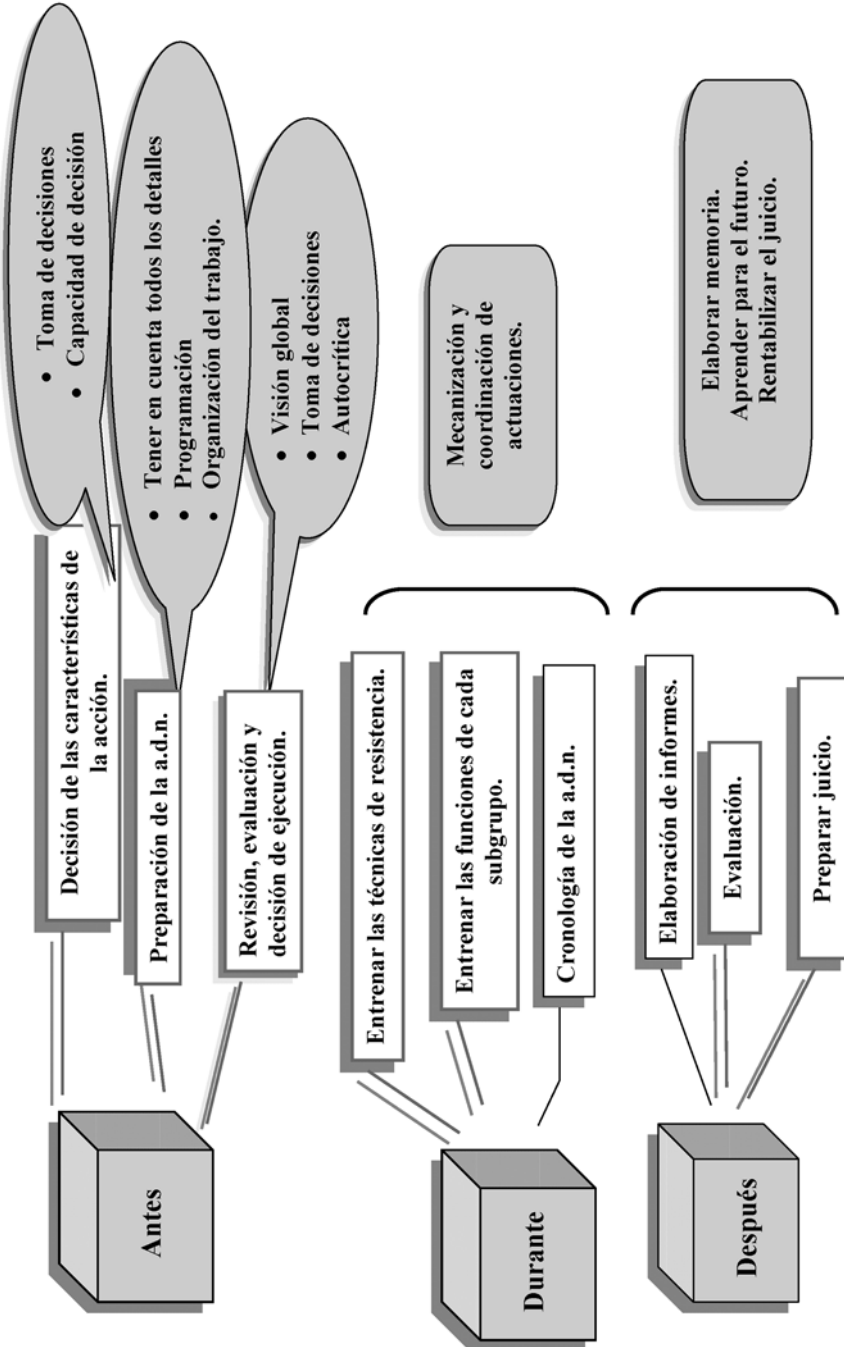 Antes
Decisión de las características de
la acción.
• Toma de decisiones
• Capacidad de decisión
Preparación de la a.d.n.
• Tener en cuenta todos los detalles
• Programación
• Organización del trabajo.
Revisión, evaluación y
decisión de ejecución.
• Visión global
• Toma de decisiones
• Autocrítica
Durante
Entrenar las técnicas de resistencia.
Entrenar las funciones de cada
subgrupo.
Cronología de la a.d.n.
Mecanización y
coordinación de
actuaciones.
Después
Elaboración de informes.
Evaluación.
Preparar juicio.
Elaborar memoria.
Aprender para el futuro.
Rentabilizar el juicio.